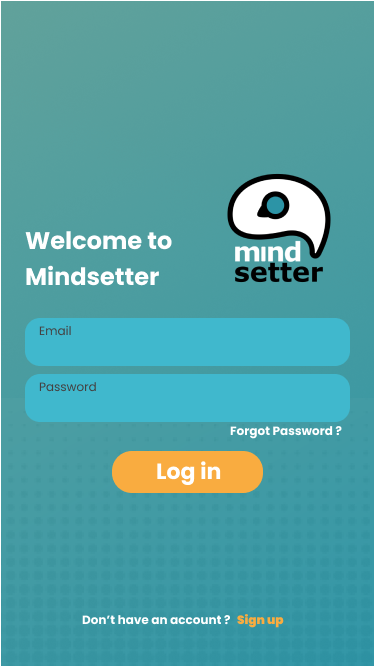 Welcome to
Mindsetter
mind
setter
Email
Password
Forgot Password ?
Log in
Don’t have an account ? Sign up